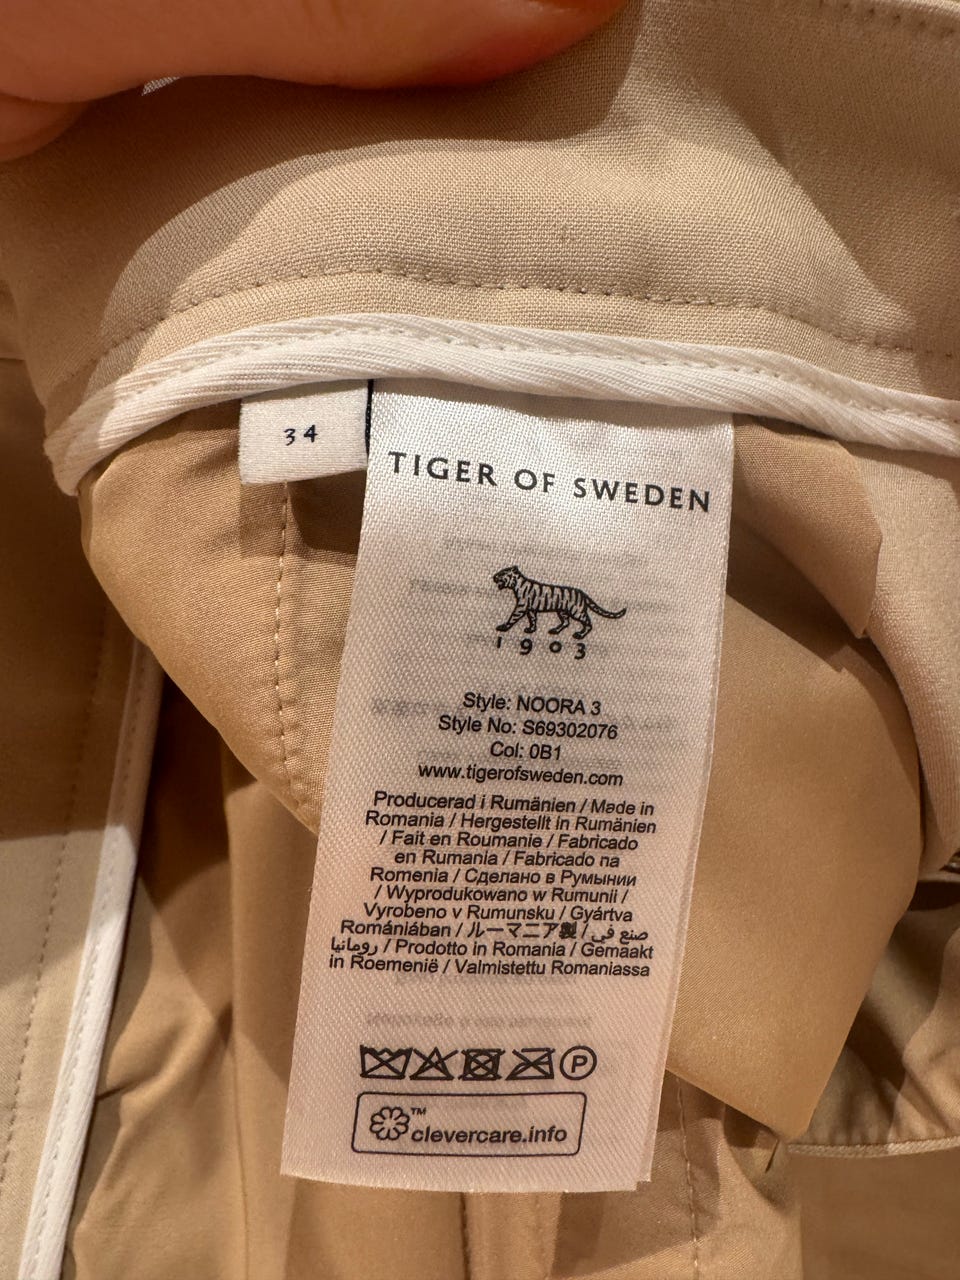 34
TIGER OF SWEDEN
1903
Style: NOORA 3
Style No: S69302076
Col: 0B1
www.tigerofsweden.com
Producerad i Rumänien / Made in
Romania / Hergestellt in Rumänien
/ Fait en Roumanie / Fabricado
en Rumania / Fabricado na
Romenia / Сделано в Румынии
/ Wyprodukowano w Rumunii /
Vyrobeno v Rumunsku / Gyártva
Romániában / ルーマニア製 / صنع في
رومانيا / Prodotto in Romania / Gemaakt
in Roemenië / Valmistettu Romaniassa
P
™
clevercare.info